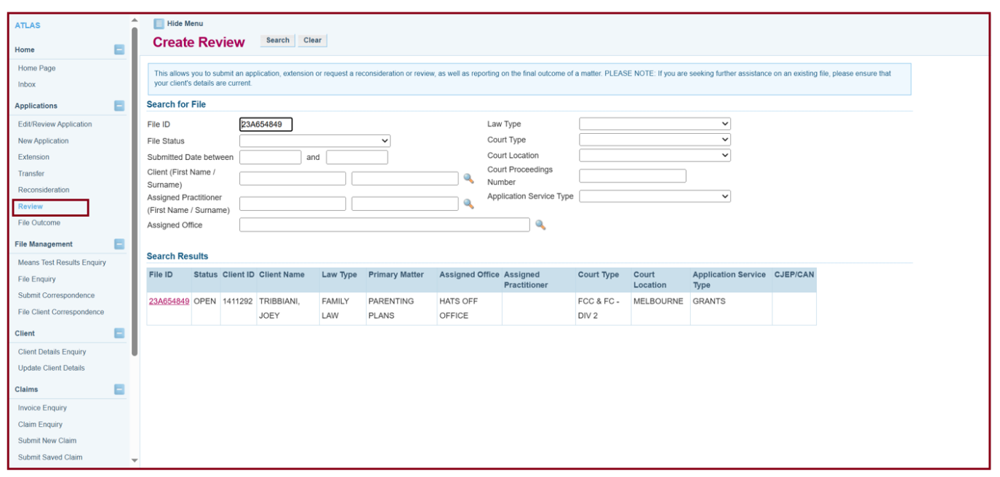 ATLAS
Home
Home Page
Inbox
Applications
Edit/Review Application
New Application
Extension
Transfer
Reconsideration
Review
File Outcome
File Management
Means Test Results Enquiry
File Enquiry
Submit Correspondence
File Client Correspondence
Client
Client Details Enquiry
Update Client Details
Claims
Invoice Enquiry
Claim Enquiry
Submit New Claim
Submit Saved Claim
Hide Menu
Create Review Search Clear
This allows you to submit an application, extension or request a reconsideration or review, as well as reporting on the final outcome of a matter. PLEASE NOTE: If you are seeking further assistance on an existing file, please ensure that
your client's details are current.
Search for File
File ID 23A654849
File Status
Submitted Date between and
Client (First Name /
Surname)
Assigned Practitioner
(First Name / Surname)
Assigned Office
Law Type
Court Type
Court Location
Court Proceedings
Number
Application Service Type
Search Results
File ID Status Client ID Client Name Law Type Primary Matter Assigned Office Assigned Court Type Court Application Service CJEP/CAN
Practitioner Location Type
23A654849 OPEN 1411292 TRIBBIANI, FAMILY PARENTING HATS OFF FCC & FC - MELBOURNE GRANTS
JOEY LAW PLANS OFFICE DIV 2